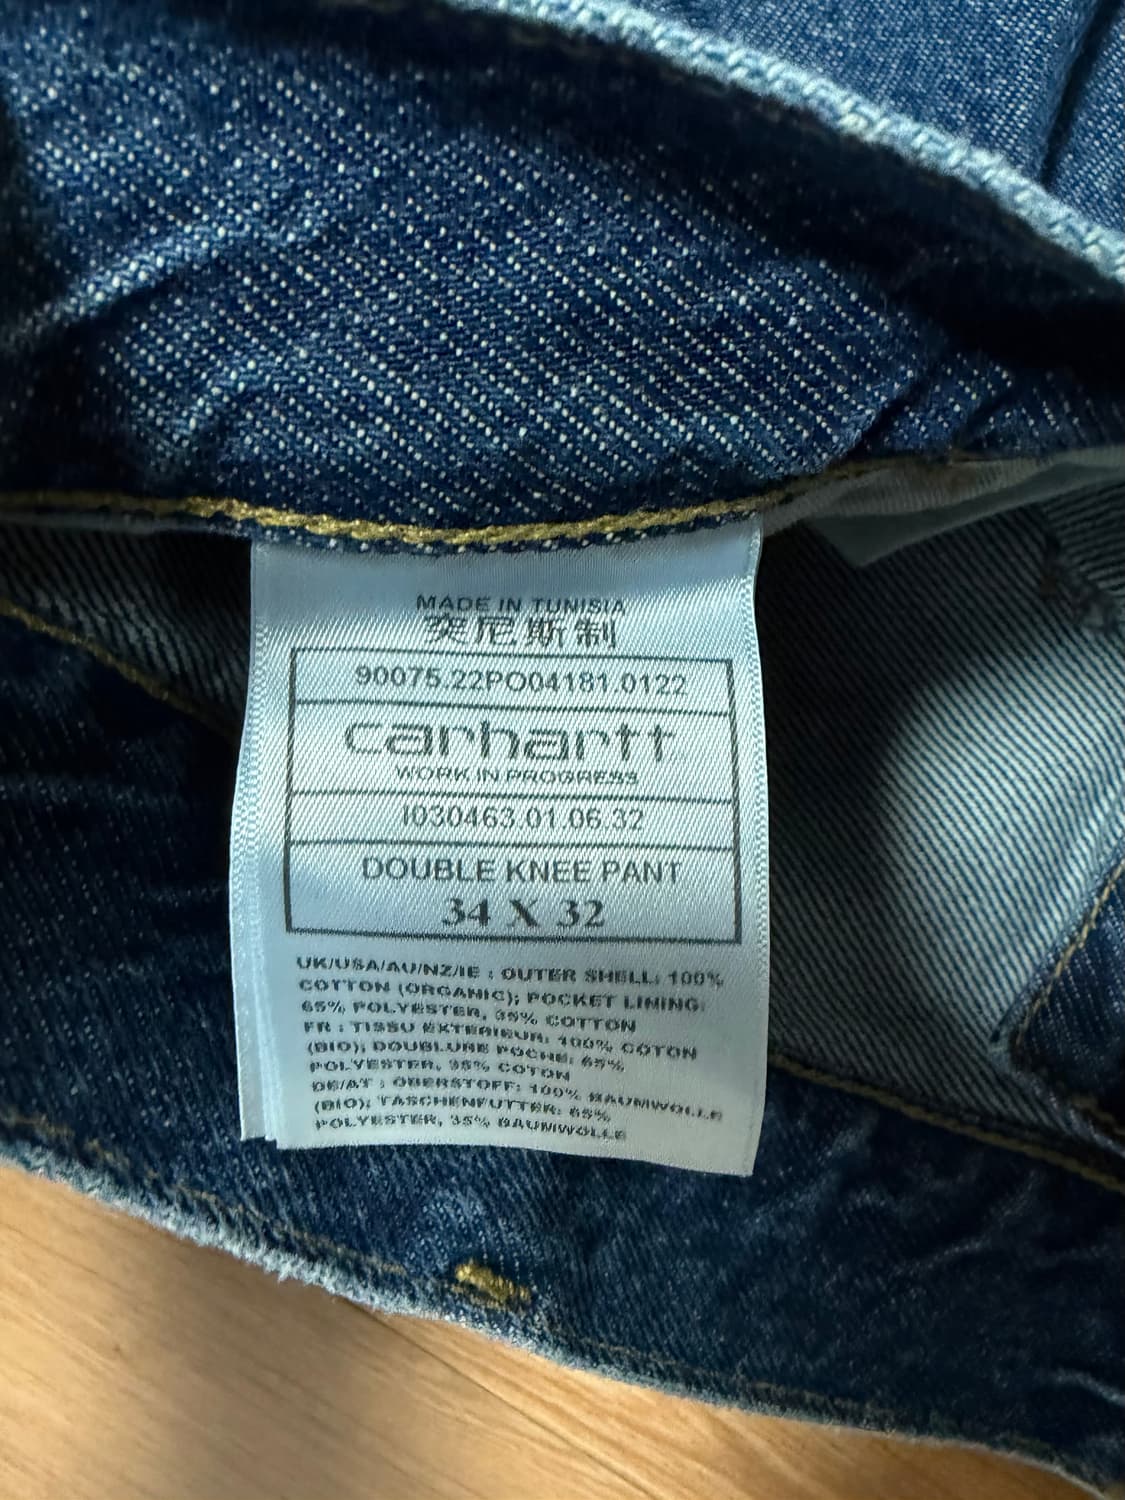 MADE IN TUNISIA
突尼斯制
90075.22PO04181.0122
carhartt
WORK IN PROGRESS
I030463.01.06.32
DOUBLE KNEE PANT
34 X 32
UK/USA/AU/NZ/IE : OUTER SHELL: 100%
COTTON (ORGANIC); POCKET LINING:
65% POLYESTER, 35% COTTON
FR : TISSU EXTERIEUR: 100% COTON
(BIO); DOUBLURE POCHE: 65%
POLYESTER, 35% COTON
DE/AT : OBERSTOFF: 100% BAUMWOLLE
(BIO); TASCHENFUTTER: 65%
POLYESTER, 35% BAUMWOLLE